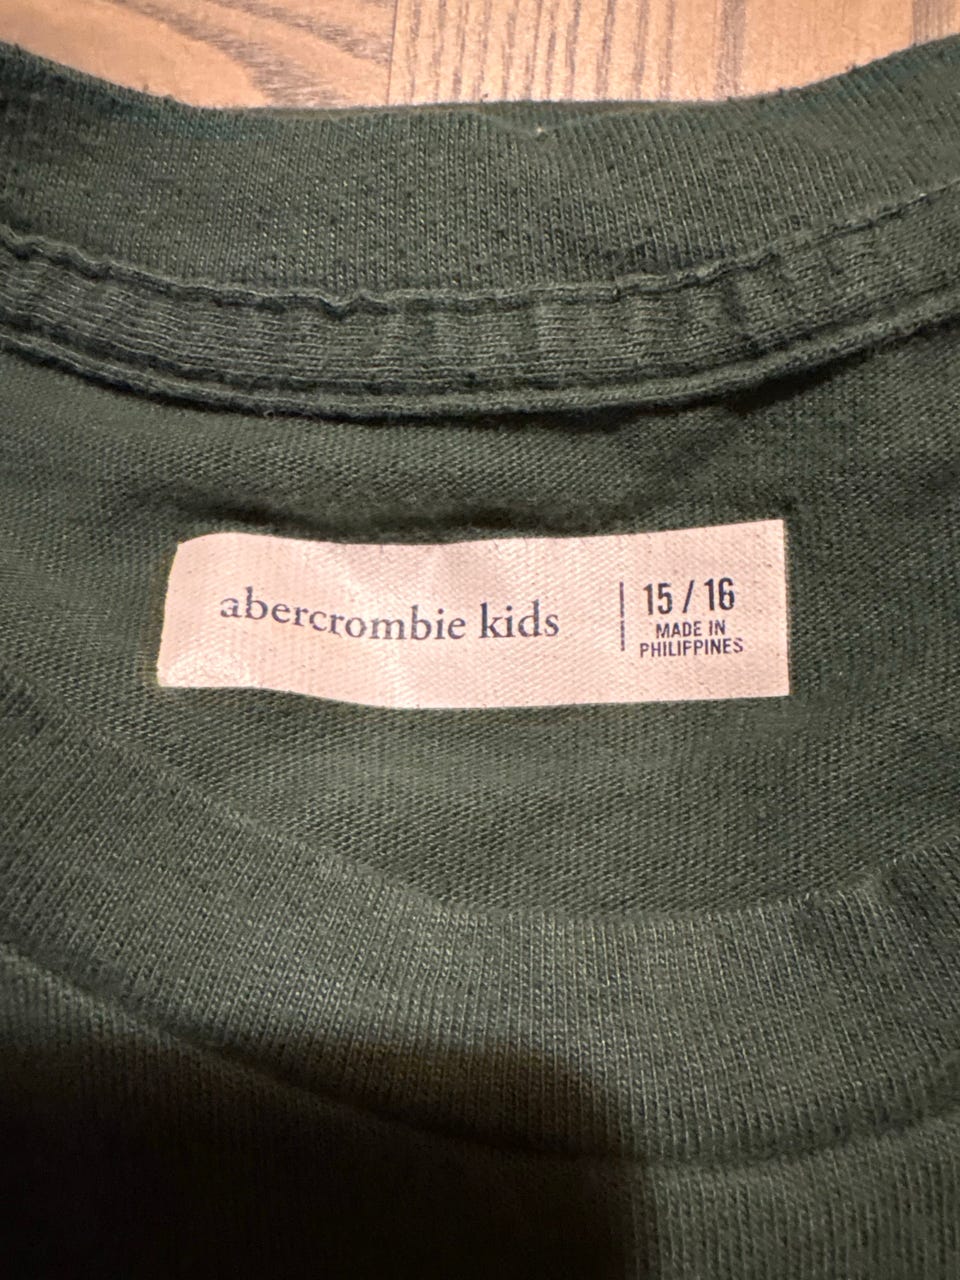 abercrombie kids
15 / 16
MADE IN
PHILIPPINES